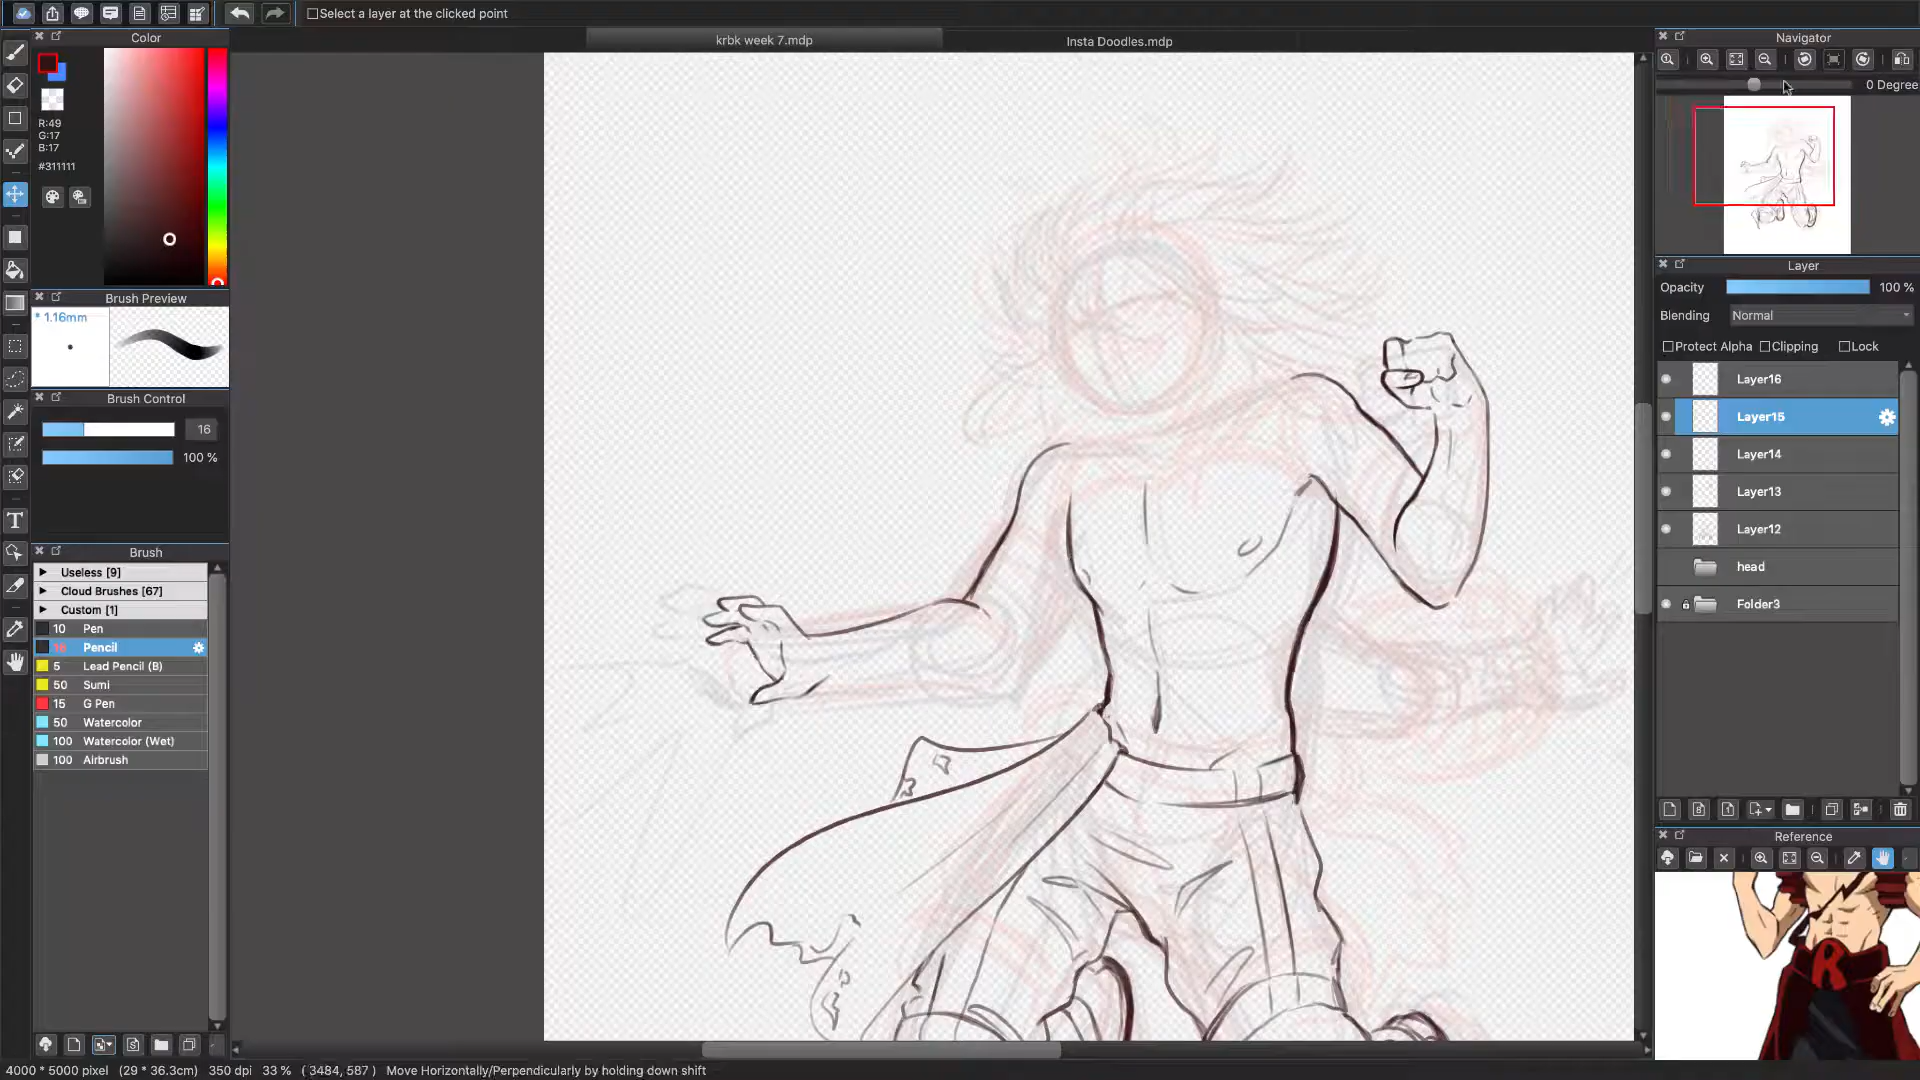 Select a layer at the clicked point
Color
krbk week 7.mdp
Insta Doodles.mdp
Navigator
0 Degree
R:49
G:17
B:17
#311111
Brush Preview
* 1.16mm
Brush Control
16
100 %
Brush
Useless [9]
Cloud Brushes [67]
Custom [1]
10 Pen
16 Pencil
5 Lead Pencil (B)
50 Sumi
15 G Pen
50 Watercolor
100 Watercolor (Wet)
100 Airbrush
T
Layer
Opacity 100 %
Blending Normal
Protect Alpha Clipping Lock
Layer16
Layer15
Layer14
Layer13
Layer12
head
Folder3
Reference
R
4000 * 5000 pixel (29 * 36.3cm) 350 dpi 33 % ( 3484, 587 ) Move Horizontally/Perpendicularly by holding down shift